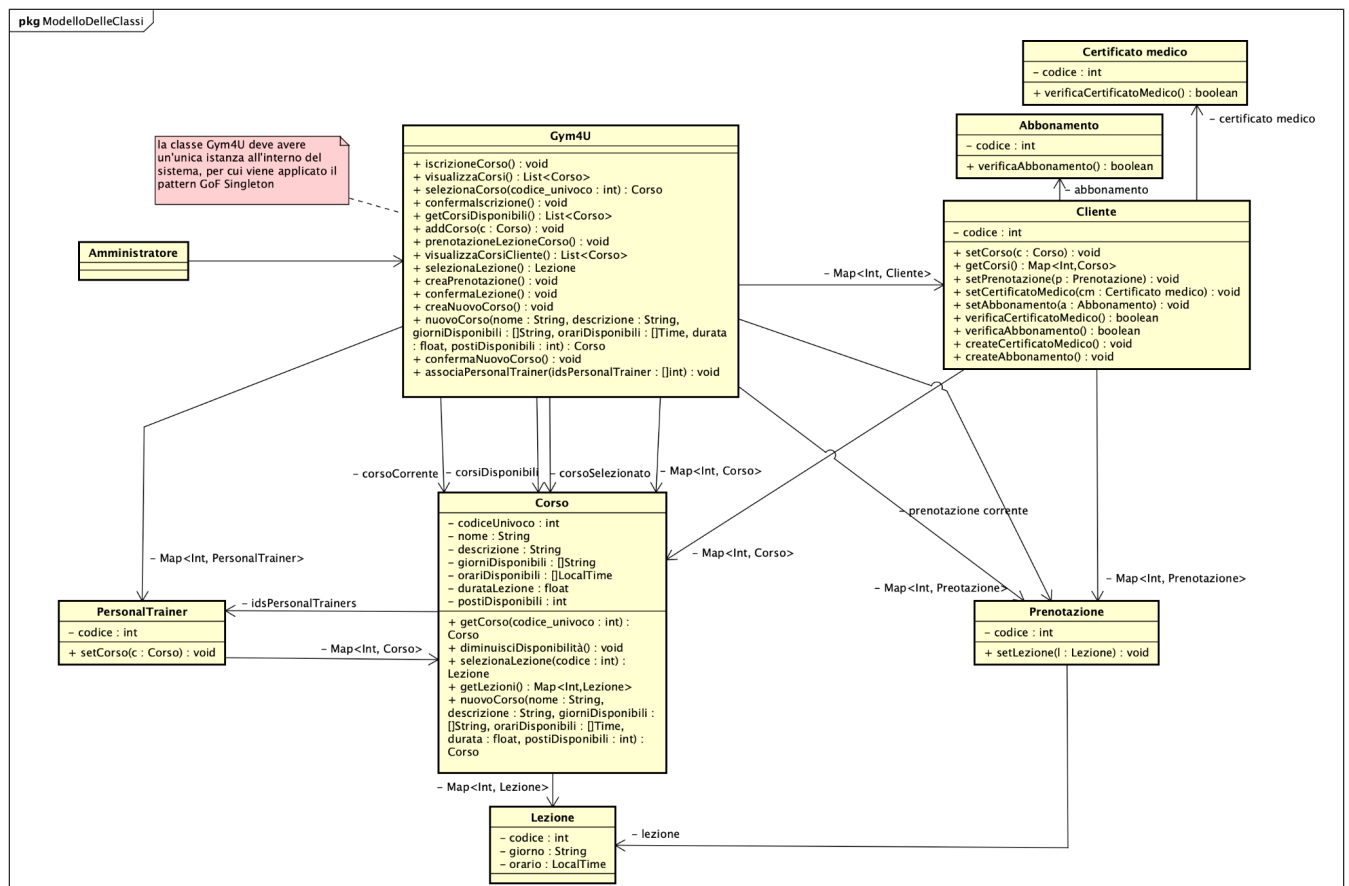 pkg ModelloDelleClassi
Certificato medico
– codice : int
+ verificaCertificatoMedico() : boolean
– certificato medico
Abbonamento
– codice : int
+ verificaAbbonamento() : boolean
– abbonamento
la classe Gym4U deve avere
un'unica istanza all'interno del
sistema, per cui viene applicato il
pattern GoF Singleton
Gym4U
+ iscrizioneCorso() : void
+ visualizzaCorsi() : List<Corso>
+ selezionaCorso(codice_univoco : int) : Corso
+ confermaIscrizione() : void
+ getCorsiDisponibili() : List<Corso>
+ addCorso(c : Corso) : void
+ prenotazioneLezioneCorso() : void
+ visualizzaCorsiCliente() : List<Corso>
+ selezionaLezione() : Lezione
+ creaPrenotazione() : void
+ confermaLezione() : void
+ creaNuovoCorso() : void
+ nuovoCorso(nome : String, descrizione : String,
giorniDisponibili : []String, orariDisponibili : []Time, durata
: float, postiDisponibili : int) : Corso
+ confermaNuovoCorso() : void
+ associaPersonalTrainer(idsPersonalTrainer : []int) : void
Amministratore
Cliente
– codice : int
+ setCorso(c : Corso) : void
+ getCorsi() : Map<Int,Corso>
+ setPrenotazione(p : Prenotazione) : void
+ setCertificatoMedico(cm : Certificato medico) : void
+ setAbbonamento(a : Abbonamento) : void
+ verificaCertificatoMedico() : boolean
+ verificaAbbonamento() : boolean
+ createCertificatoMedico() : void
+ createAbbonamento() : void
– Map<Int, Cliente>
– corsoCorrente
– corsiDisponibili
– corsoSelezionato
– Map<Int, Corso>
– prenotazione corrente
– Map<Int, Corso>
– Map<Int, PersonalTrainer>
– Map<Int, Preotazione>
– Map<Int, Prenotazione>
Corso
– codiceUnivoco : int
– nome : String
– descrizione : String
– giorniDisponibili : []String
– orariDisponibili : []LocalTime
– durataLezione : float
– postiDisponibili : int
+ getCorso(codice_univoco : int) :
Corso
+ diminuisciDisponibilità() : void
+ selezionaLezione(codice : int) :
Lezione
+ getLezioni() : Map<Int,Lezione>
+ nuovoCorso(nome : String,
descrizione : String, giorniDisponibili :
[]String, orariDisponibili : []Time,
durata : float, postiDisponibili : int) :
Corso
PersonalTrainer
– codice : int
+ setCorso(c : Corso) : void
– idsPersonalTrainers
– Map<Int, Corso>
Prenotazione
– codice : int
+ setLezione(l : Lezione) : void
– Map<Int, Lezione>
– lezione
Lezione
– codice : int
– giorno : String
– orario : LocalTime